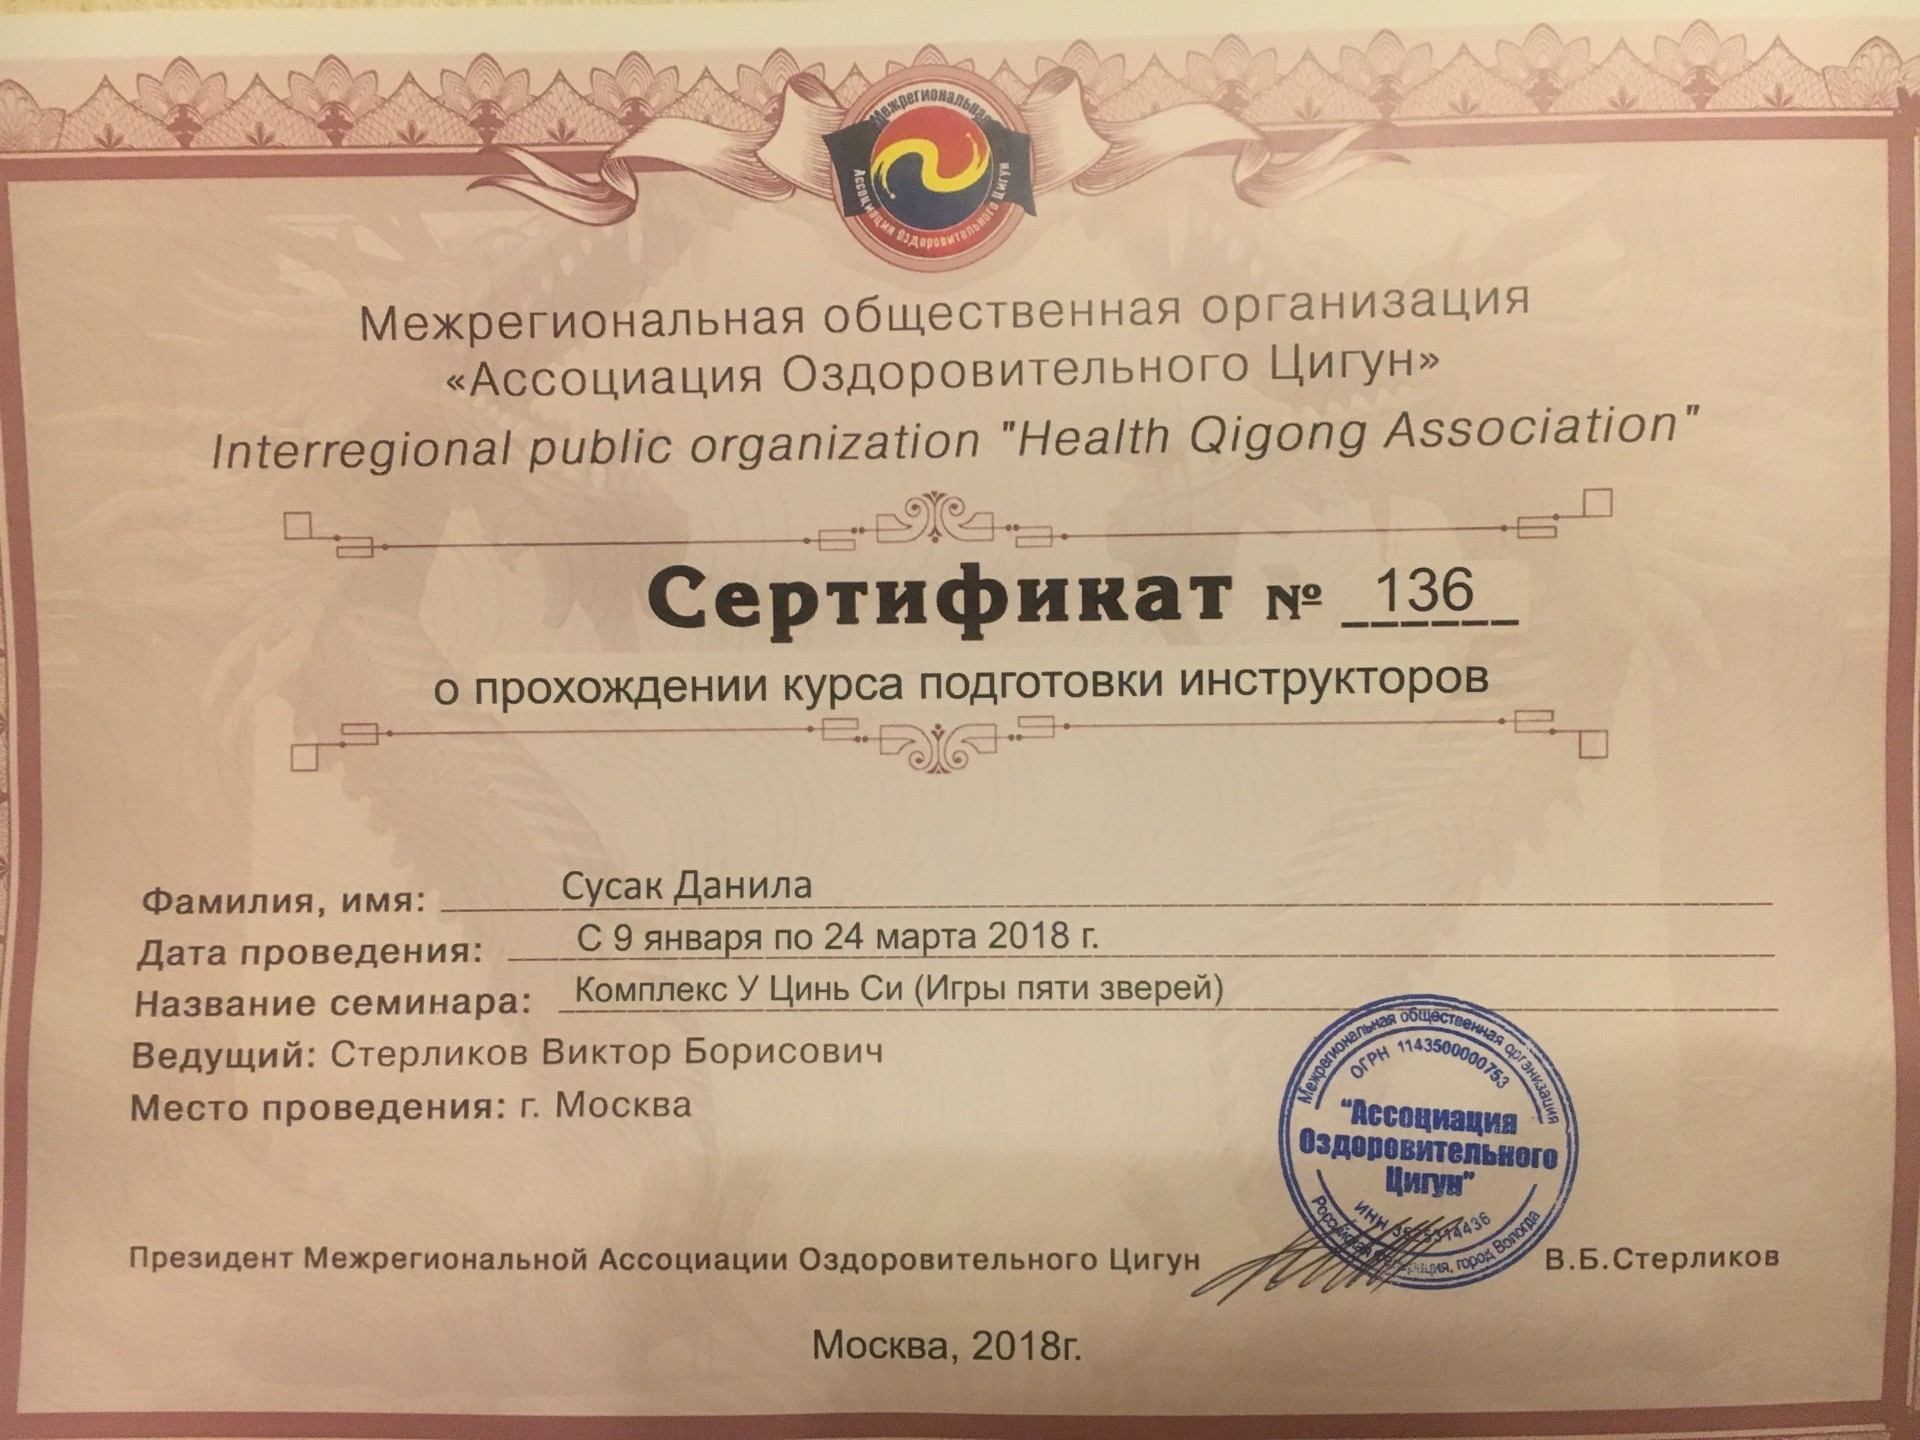 Межрегиональная
Ассоциация Оздоровительного Цигун
Межрегиональная общественная организация
«Ассоциация Оздоровительного Цигун»
Interregional public organization "Health Qigong Association"
Сертификат № 136
о прохождении курса подготовки инструкторов
Фамилия, имя: Сусак Данила
Дата проведения: С 9 января по 24 марта 2018 г.
Название семинара: Комплекс У Цинь Си (Игры пяти зверей)
Ведущий: Стерликов Виктор Борисович
Место проведения: г. Москва
Межрегиональная общественная организация
ОГРН 1143500000753
"Ассоциация
Оздоровительного
Цигун"
ИНН
город Вологда
Президент Межрегиональной Ассоциации Оздоровительного Цигун В.Б.Стерликов
Москва, 2018г.